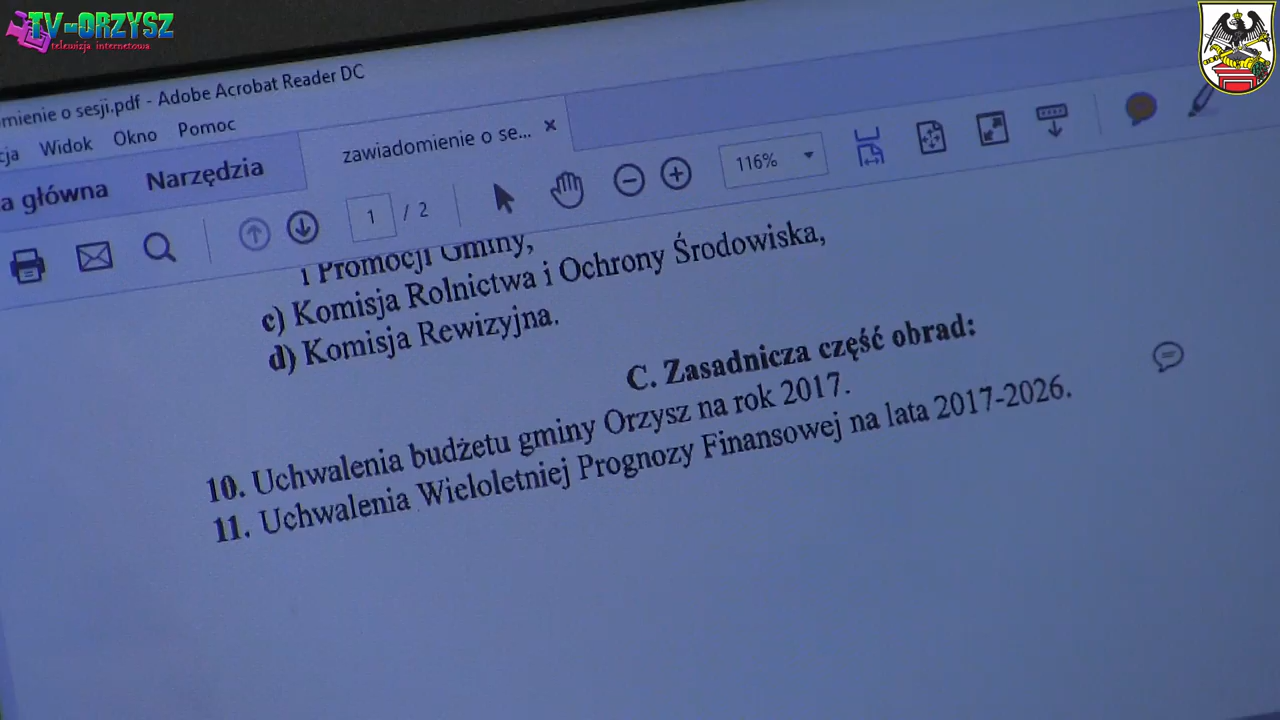 TV-ORZYSZ
telewizja internetowa
mienie o sesji.pdf - Adobe Acrobat Reader DC
cja Widok Okno Pomoc
a główna Narzędzia zawiadomienie o se... ×
1 / 2 116%
i Promocji Gminy,
c) Komisja Rolnictwa i Ochrony Środowiska,
d) Komisja Rewizyjna.
C. Zasadnicza część obrad:
10. Uchwalenia budżetu gminy Orzysz na rok 2017.
11. Uchwalenia Wieloletniej Prognozy Finansowej na lata 2017-2026.